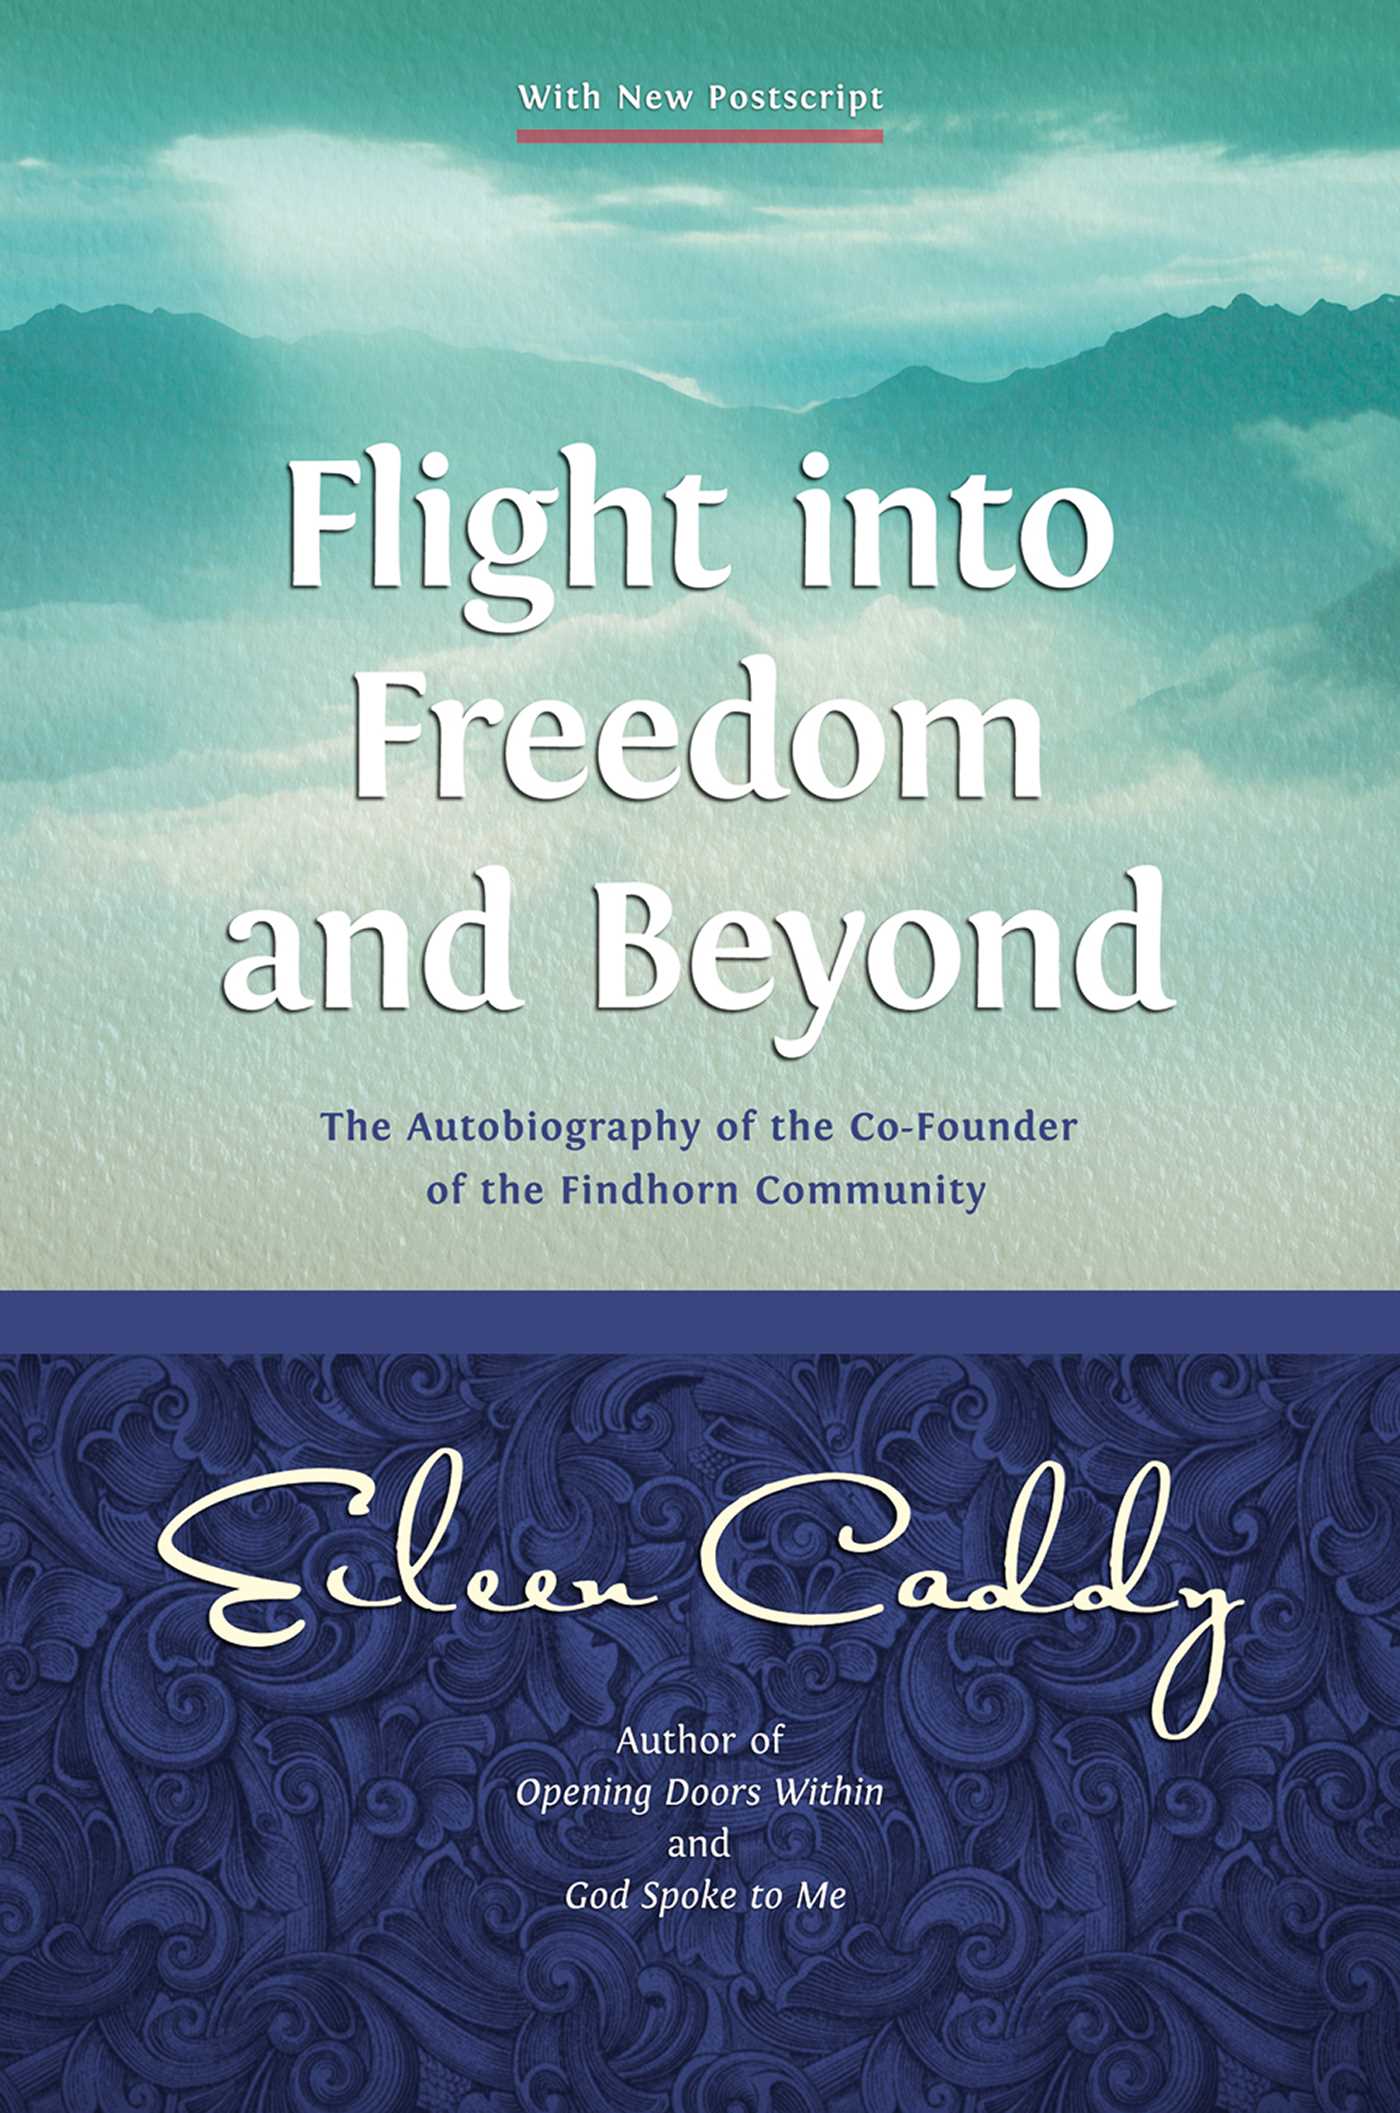 With New Postscript
Flight into
Freedom
and Beyond
The Autobiography of the Co-Founder
of the Findhorn Community
Eileen Caddy
Author of
Opening Doors Within
and
God Spoke to Me